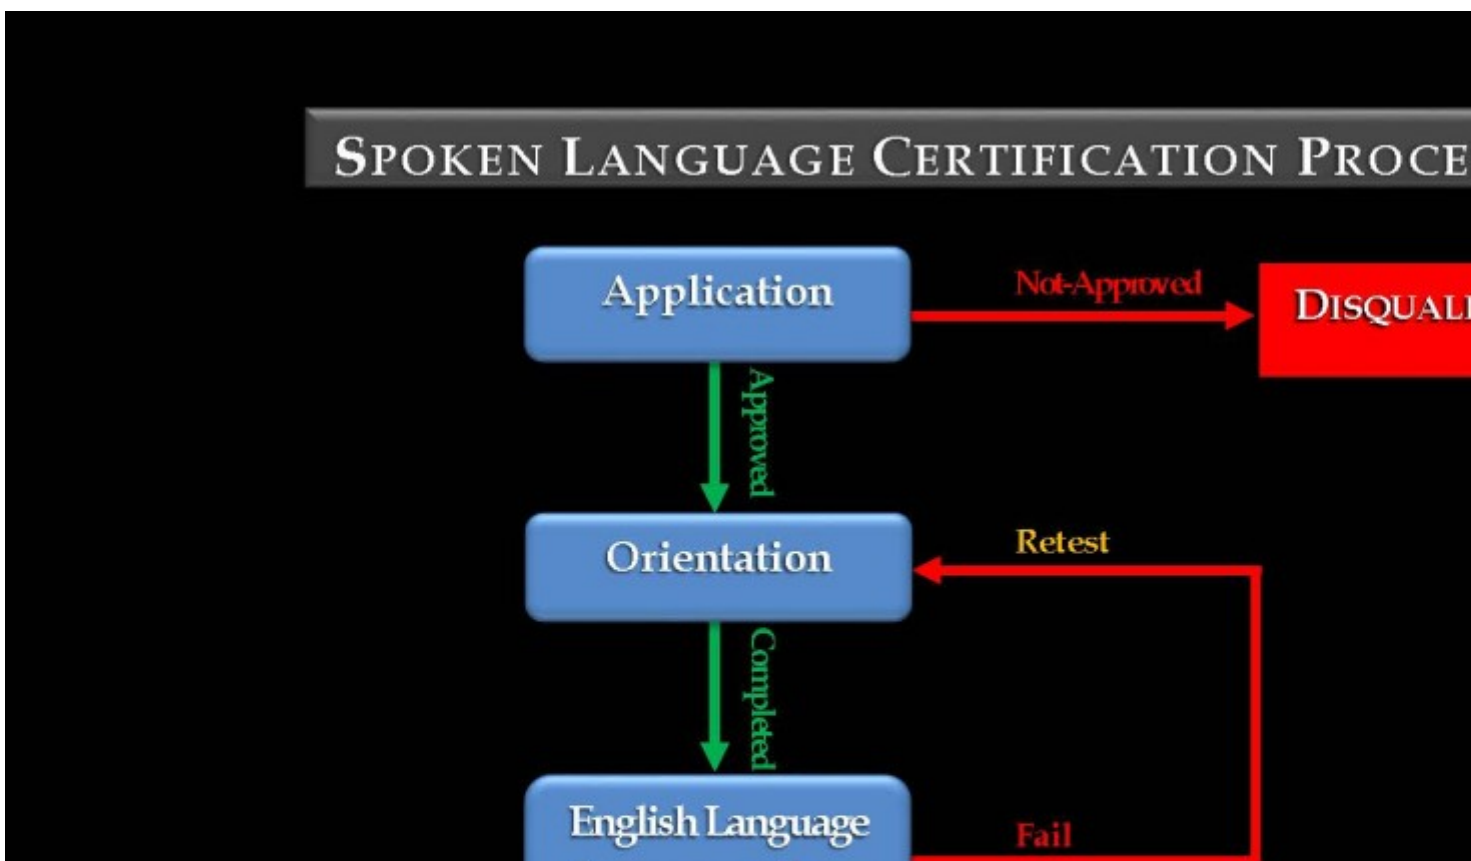 SPOKEN LANGUAGE CERTIFICATION PROCE
Application
Not-Approved
DISQUALI
Approved
Orientation
Retest
Completed
English Language
Fail